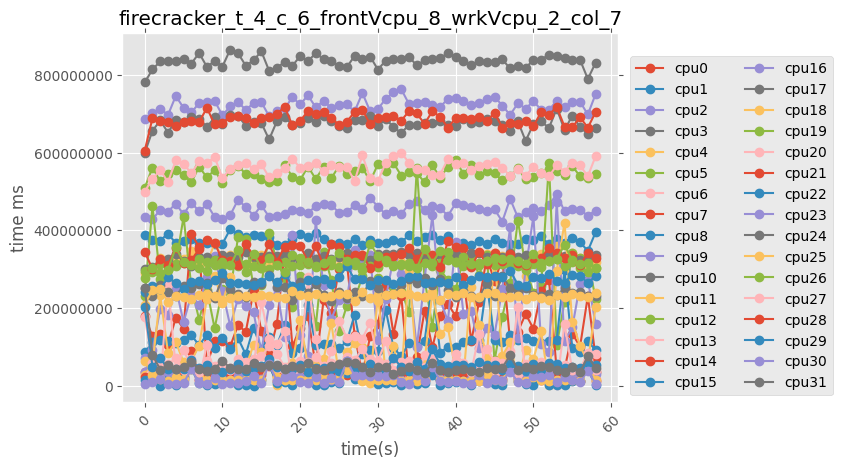 firecracker_t_4_c_6_frontVcpu_8_wrkVcpu_2_col_7
time ms
800000000
600000000
400000000
200000000
0
0
10
20
30
40
50
60
time(s)
cpu0
cpu1
cpu2
cpu3
cpu4
cpu5
cpu6
cpu7
cpu8
cpu9
cpu10
cpu11
cpu12
cpu13
cpu14
cpu15
cpu16
cpu17
cpu18
cpu19
cpu20
cpu21
cpu22
cpu23
cpu24
cpu25
cpu26
cpu27
cpu28
cpu29
cpu30
cpu31